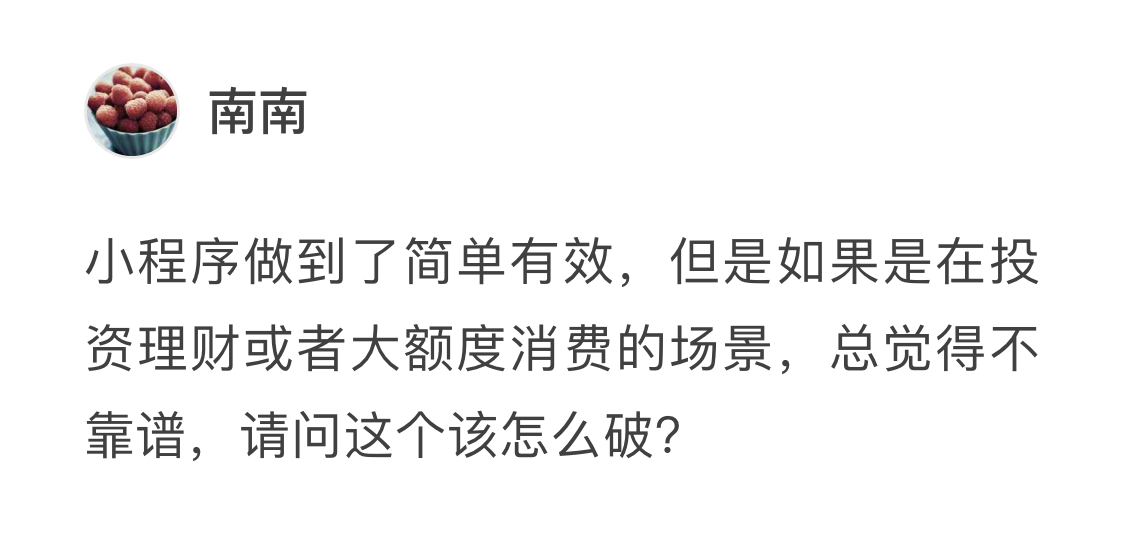 南南
小程序做到了简单有效，但是如果是在投
资理财或者大额度消费的场景，总觉得不
靠谱，请问这个该怎么破？